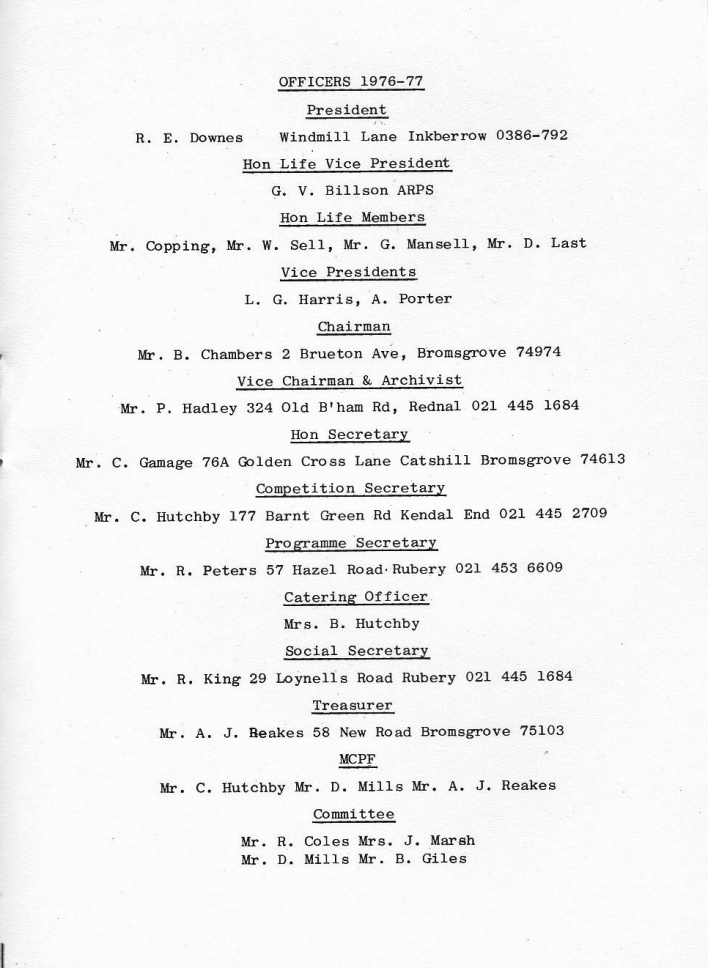 OFFICERS 1976-77
President
R. E. Downes Windmill Lane Inkberrow 0386-792
Hon Life Vice President
G. V. Billson ARPS
Hon Life Members
Mr. Copping, Mr. W. Sell, Mr. G. Mansell, Mr. D. Last
Vice Presidents
L. G. Harris, A. Porter
Chairman
Mr. B. Chambers 2 Brueton Ave, Bromsgrove 74974
Vice Chairman & Archivist
Mr. P. Hadley 324 Old B'ham Rd, Rednal 021 445 1684
Hon Secretary
Mr. C. Gamage 76A Golden Cross Lane Catshill Bromsgrove 74613
Competition Secretary
Mr. C. Hutchby 177 Barnt Green Rd Kendal End 021 445 2709
Programme Secretary
Mr. R. Peters 57 Hazel Road Rubery 021 453 6609
Catering Officer
Mrs. B. Hutchby
Social Secretary
Mr. R. King 29 Loynells Road Rubery 021 445 1684
Treasurer
Mr. A. J. Reakes 58 New Road Bromsgrove 75103
MCPF
Mr. C. Hutchby Mr. D. Mills Mr. A. J. Reakes
Committee
Mr. R. Coles Mrs. J. Marsh
Mr. D. Mills Mr. B. Giles